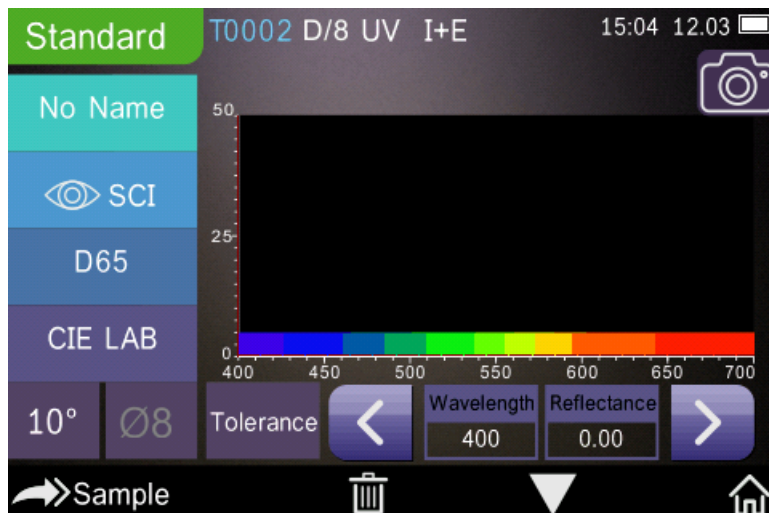 Standard T0002 D/8 UV I+E 15:04 12.03
No Name
SCI
D65
CIE LAB
10° Ø8
50
25
0
400 450 500 550 600 650 700
Tolerance
Wavelength Reflectance
400 0.00
Sample